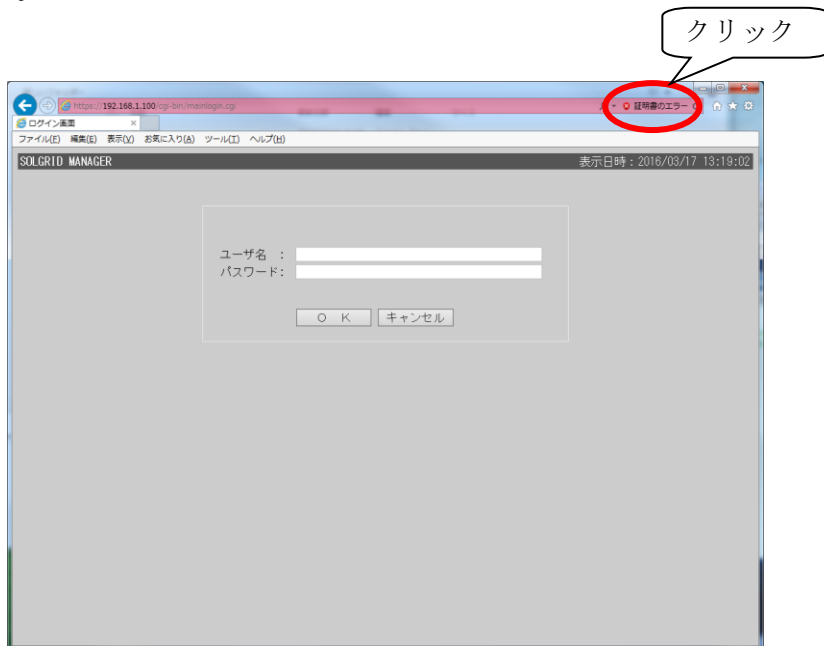 クリック
https://192.168.1.100/cgi-bin/mainlogin.cgi
証明書のエラー
ログイン画面
ファイル(F) 編集(E) 表示(V) お気に入り(A) ツール(T) ヘルプ(H)
SOLGRID MANAGER 表示日時：2016/03/17 13:19:02
ユーザ名 ：
パスワード：
Ｏ Ｋ キャンセル